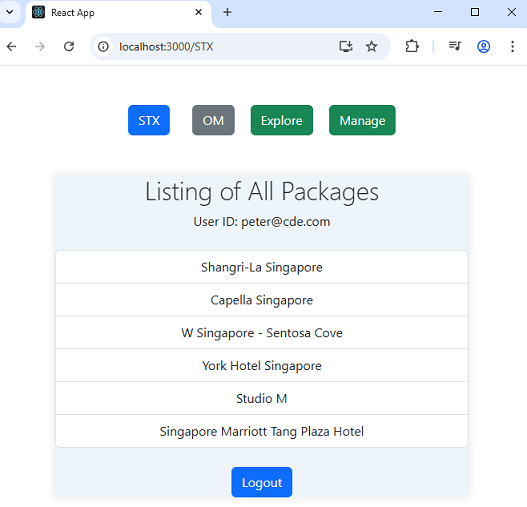 React App
localhost:3000/STX
STX OM Explore Manage
Listing of All Packages
User ID: peter@cde.com
Shangri-La Singapore
Capella Singapore
W Singapore - Sentosa Cove
York Hotel Singapore
Studio M
Singapore Marriott Tang Plaza Hotel
Logout